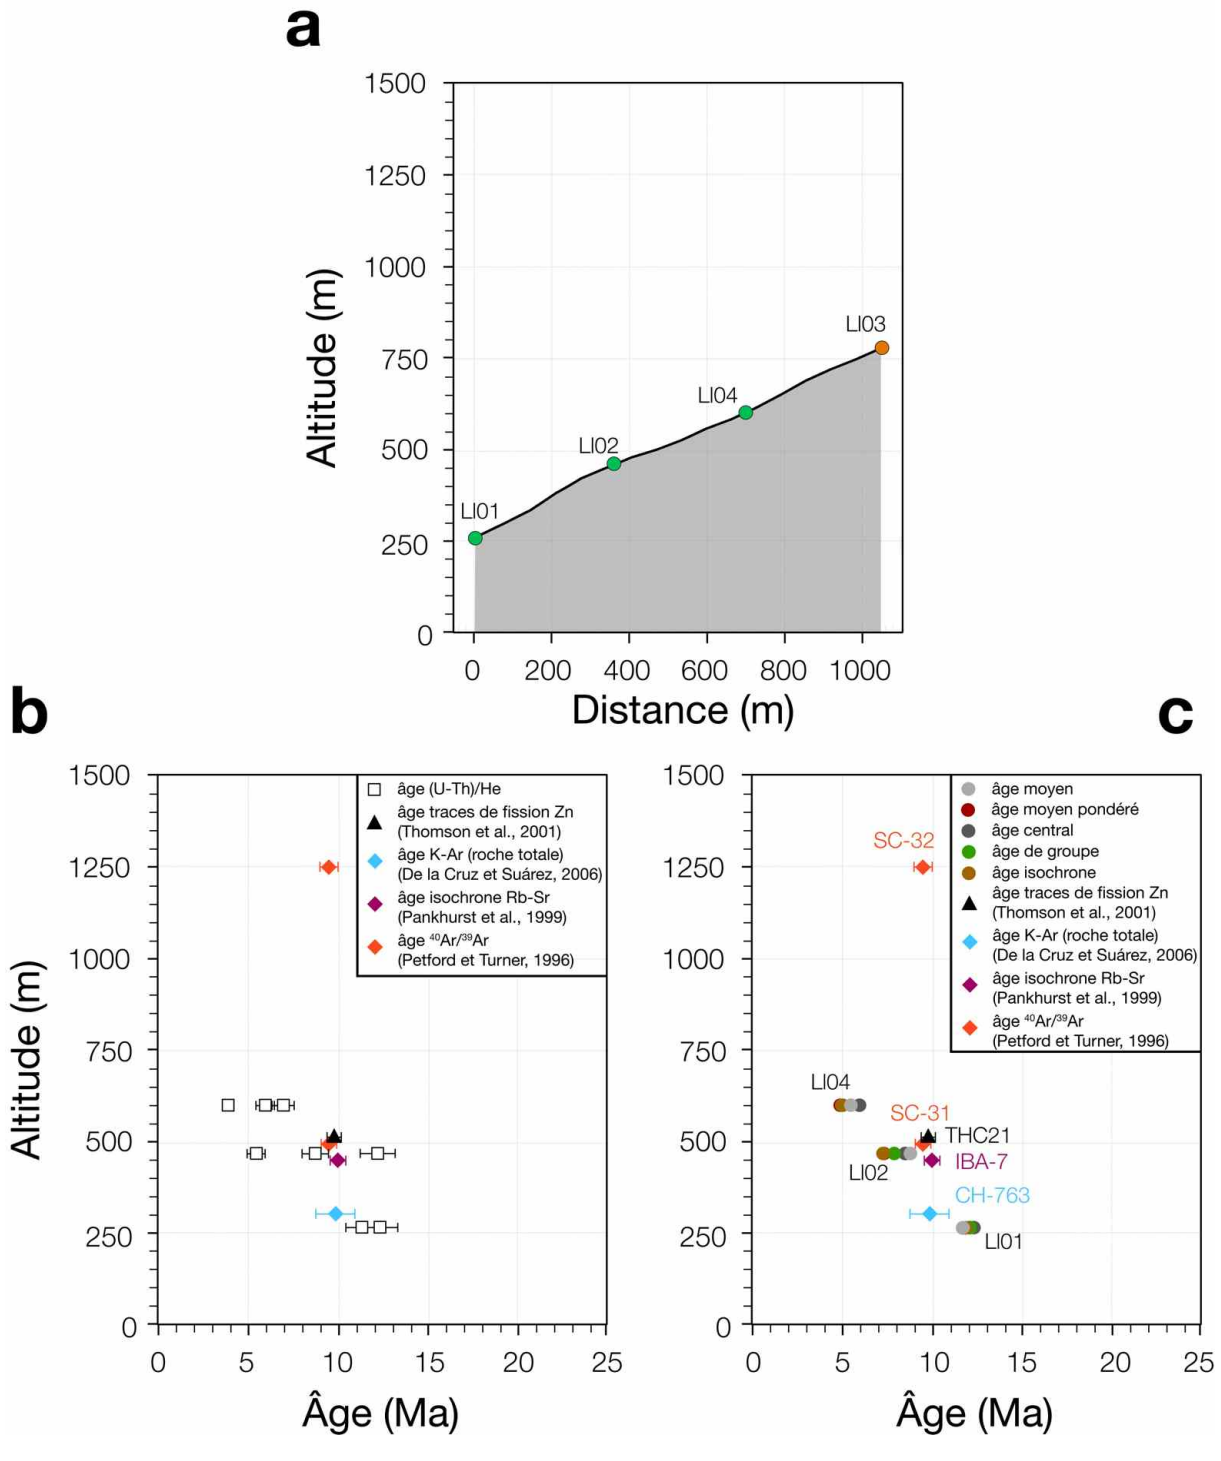 a
1500
1250
1000
750
500
250
0
Altitude (m)
LI03
LI04
LI02
LI01
0 200 400 600 800 1000
Distance (m)
b
1500
1250
1000
750
500
250
0
Altitude (m)
âge (U-Th)/He
âge traces de fission Zn
(Thomson et al., 2001)
âge K-Ar (roche totale)
(De la Cruz et Suárez, 2006)
âge isochrone Rb-Sr
(Pankhurst et al., 1999)
âge ⁴⁰Ar/³⁹Ar
(Petford et Turner, 1996)
0 5 10 15 20 25
Âge (Ma)
c
1500
1250
1000
750
500
250
0
âge moyen
âge moyen pondéré
âge central
âge de groupe
âge isochrone
âge traces de fission Zn
(Thomson et al., 2001)
âge K-Ar (roche totale)
(De la Cruz et Suárez, 2006)
âge isochrone Rb-Sr
(Pankhurst et al., 1999)
âge ⁴⁰Ar/³⁹Ar
(Petford et Turner, 1996)
SC-32
LI04
SC-31
THC21
IBA-7
LI02
CH-763
LI01
0 5 10 15 20 25
Âge (Ma)